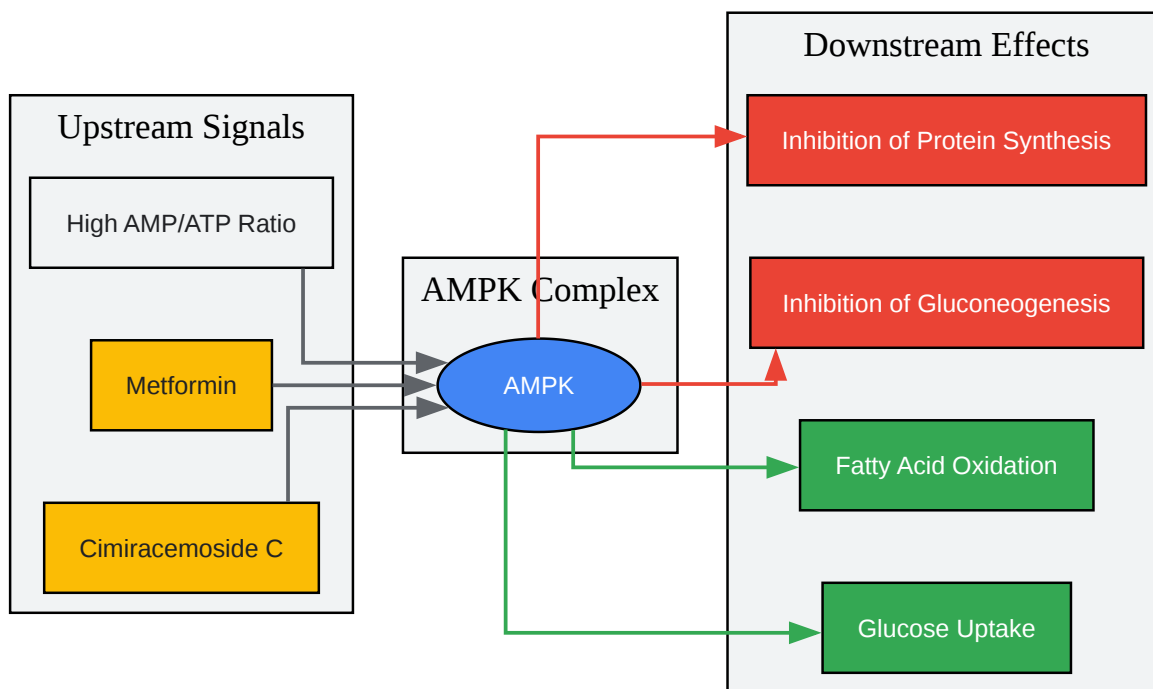 Upstream Signals
High AMP/ATP Ratio
Metformin
Cimiracemoside C
AMPK Complex
AMPK
Downstream Effects
Inhibition of Protein Synthesis
Inhibition of Gluconeogenesis
Fatty Acid Oxidation
Glucose Uptake